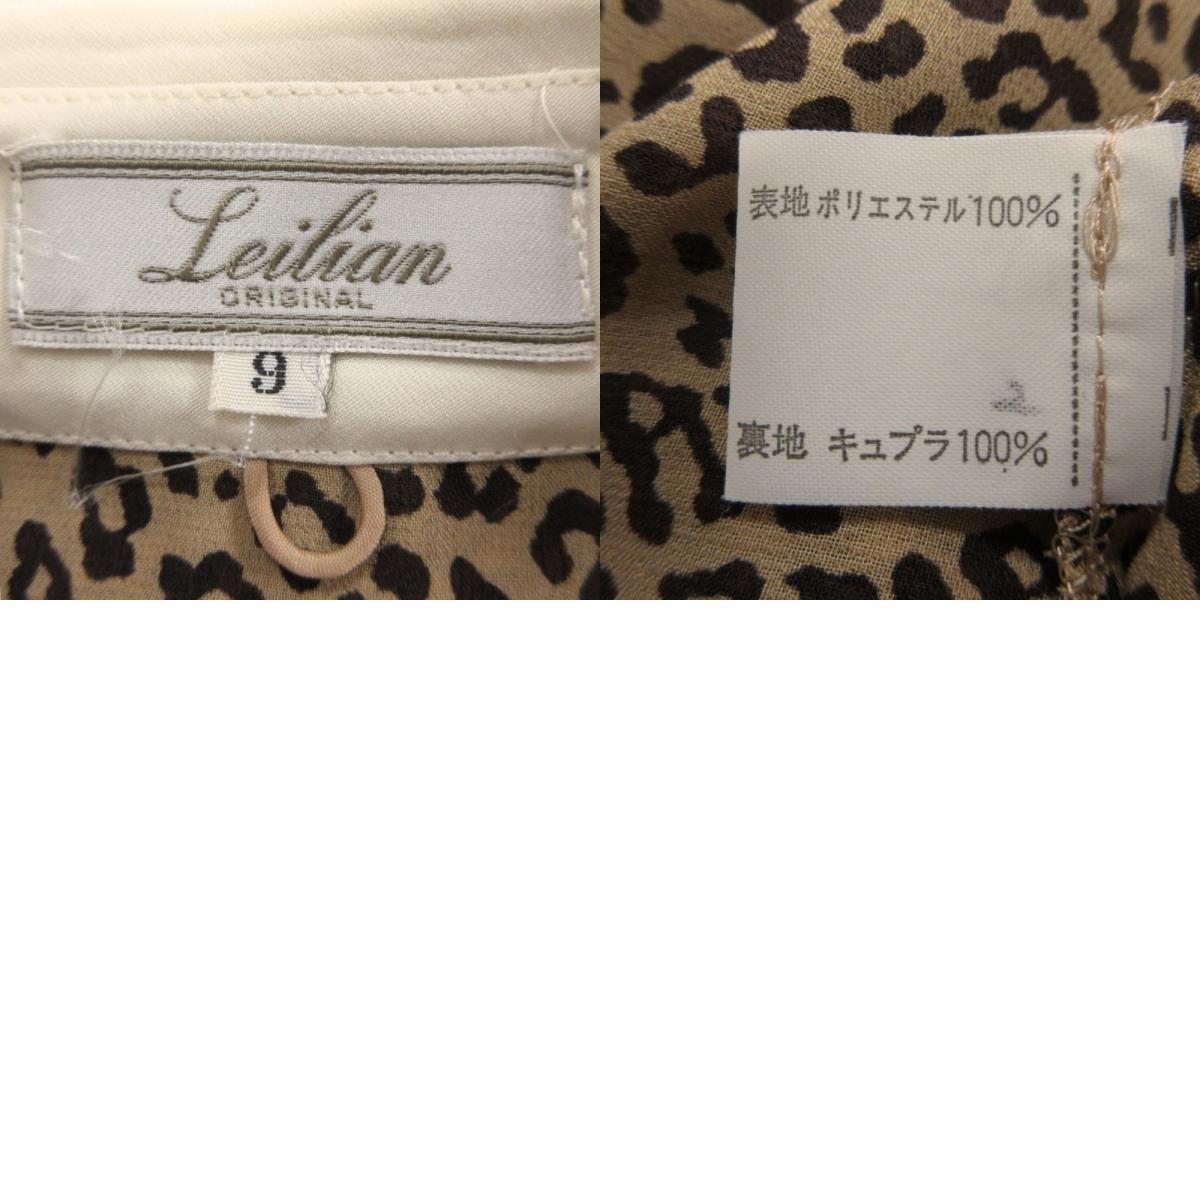 Leilian
ORIGINAL
9
表地 ポリエステル100%
2
裏地 キュプラ100%